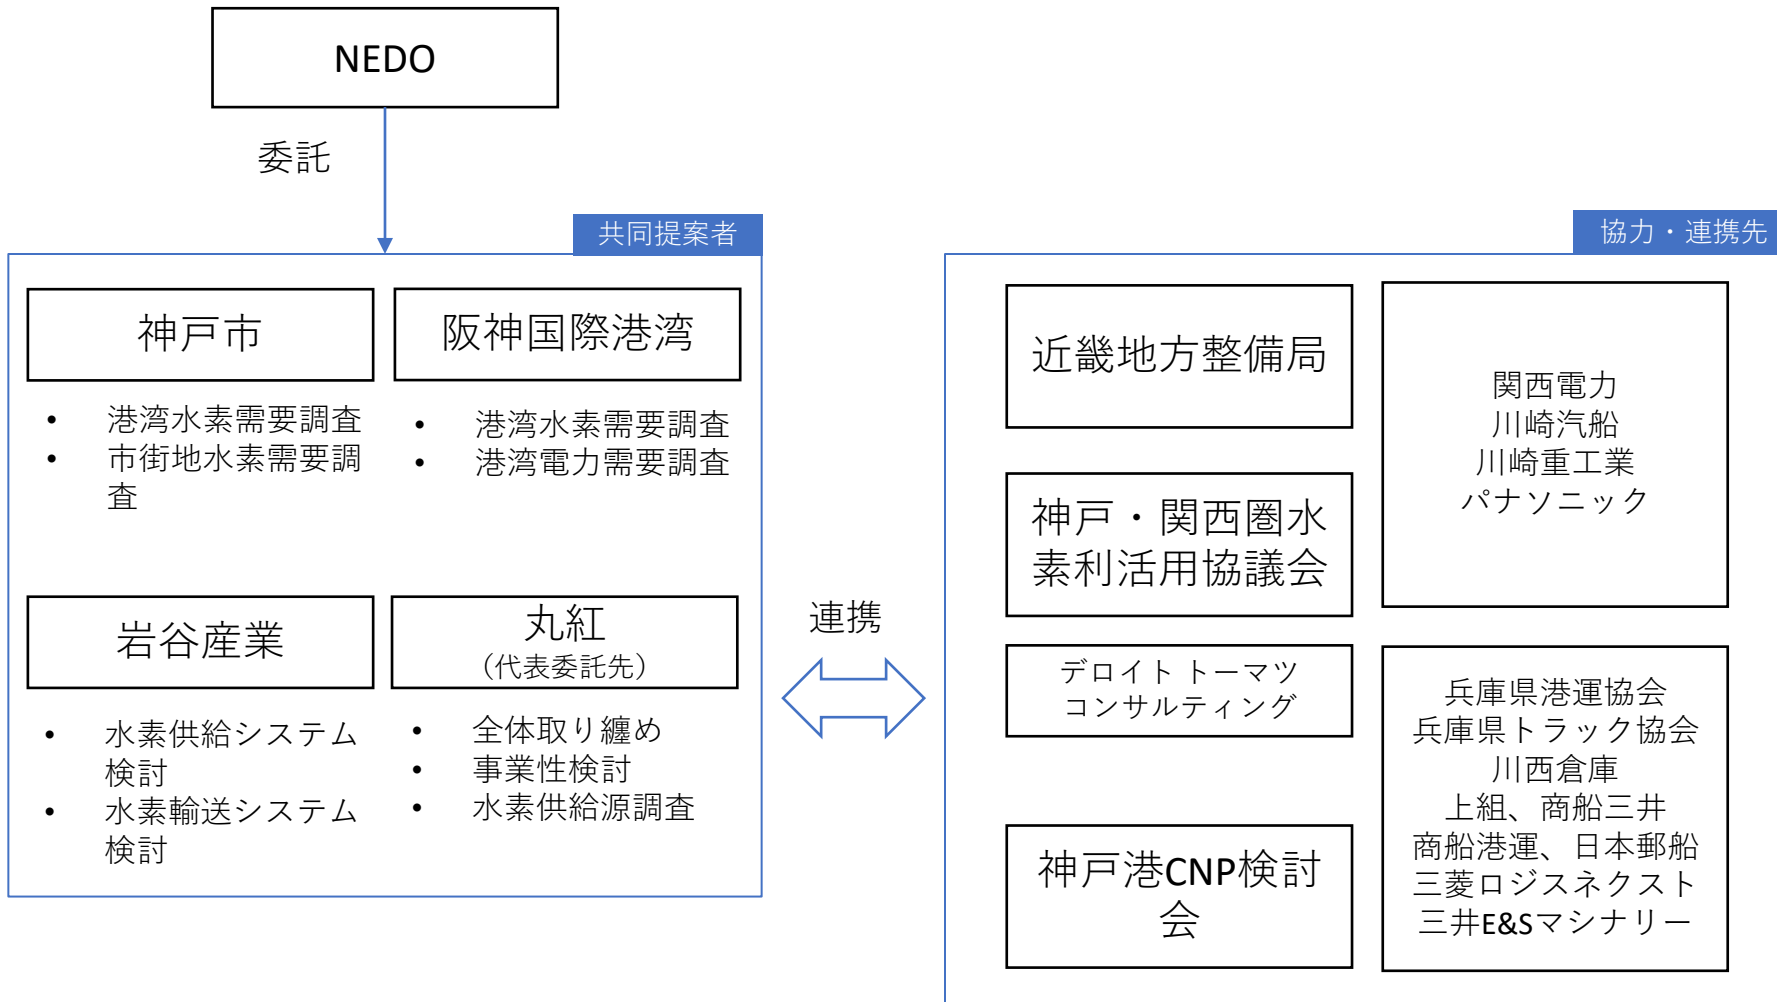 NEDO
委託
共同提案者
神戸市
• 港湾水素需要調査
• 市街地水素需要調
査
阪神国際港湾
• 港湾水素需要調査
• 港湾電力需要調査
岩谷産業
• 水素供給システム
検討
• 水素輸送システム
検討
丸紅
（代表委託先）
• 全体取り纏め
• 事業性検討
• 水素供給源調査
連携
協力・連携先
近畿地方整備局
神戸・関西圏水
素利活用協議会
デロイト トーマツ
コンサルティング
神戸港CNP検討
会
関西電力
川崎汽船
川崎重工業
パナソニック
兵庫県港運協会
兵庫県トラック協会
川西倉庫
上組、商船三井
商船港運、日本郵船
三菱ロジスネクスト
三井E&Sマシナリー